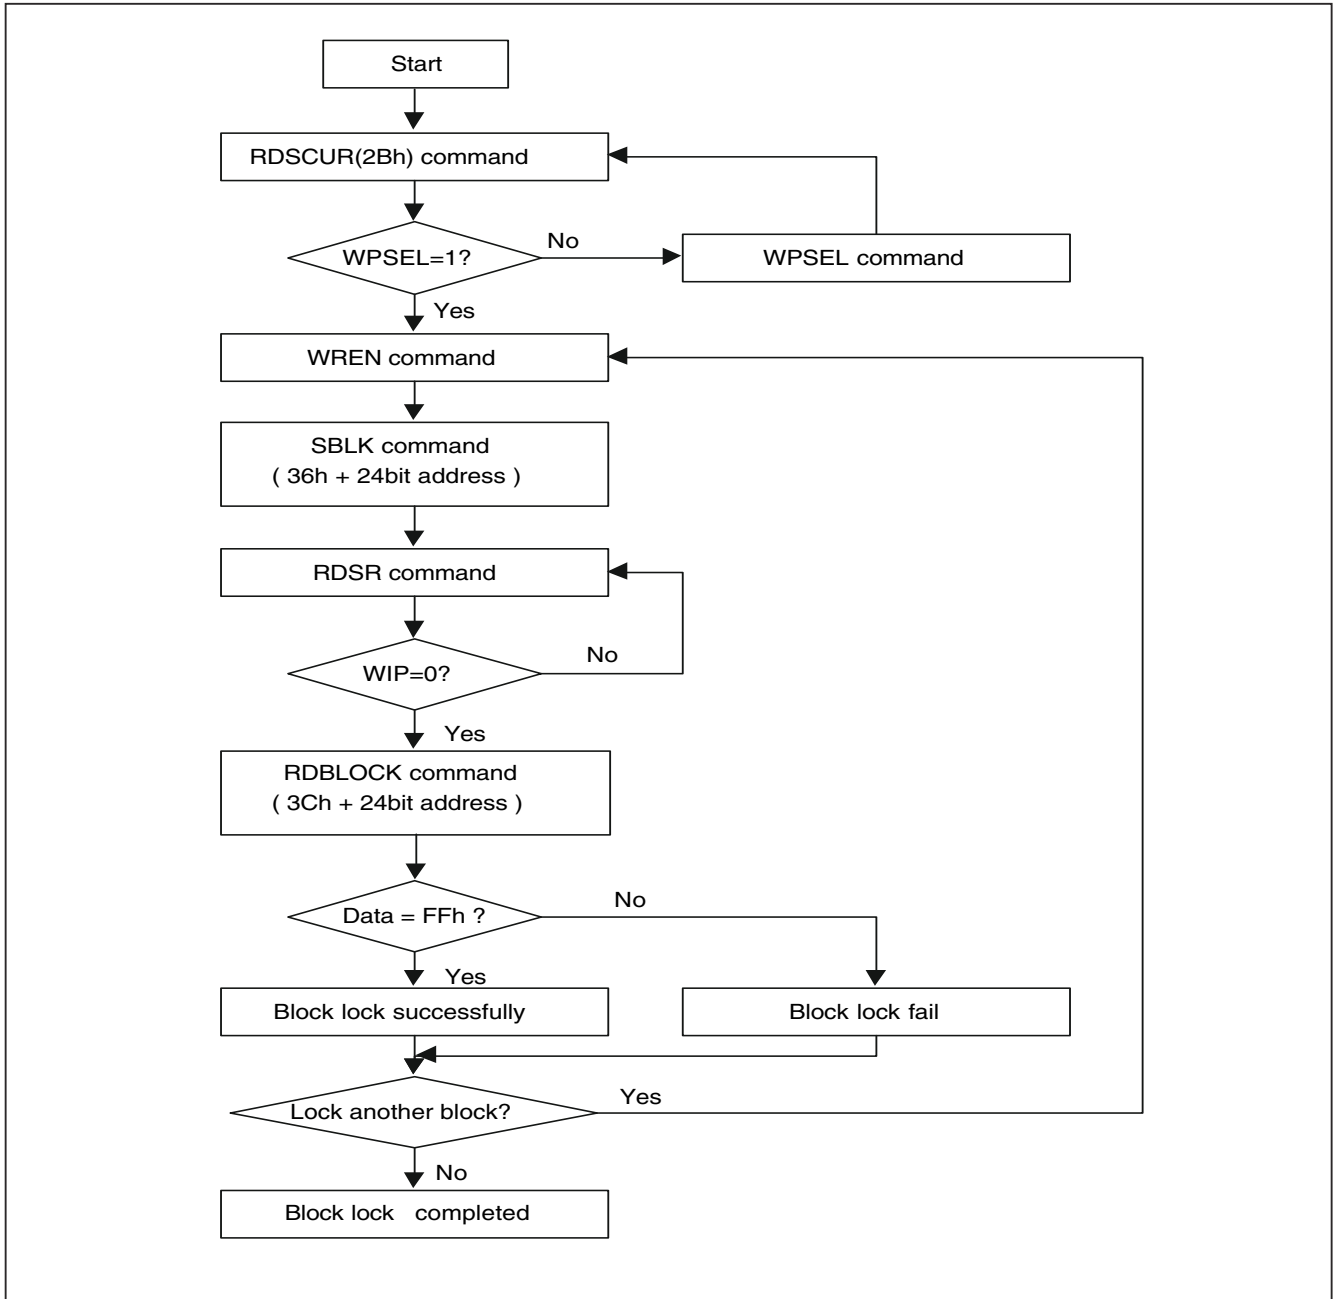 Start
RDSCUR(2Bh) command
WPSEL=1?
No
WPSEL command
Yes
WREN command
SBLK command
( 36h + 24bit address )
RDSR command
WIP=0?
No
Yes
RDBLOCK command
( 3Ch + 24bit address )
Data = FFh ?
No
Yes
Block lock successfully
Block lock fail
Lock another block?
Yes
No
Block lock completed